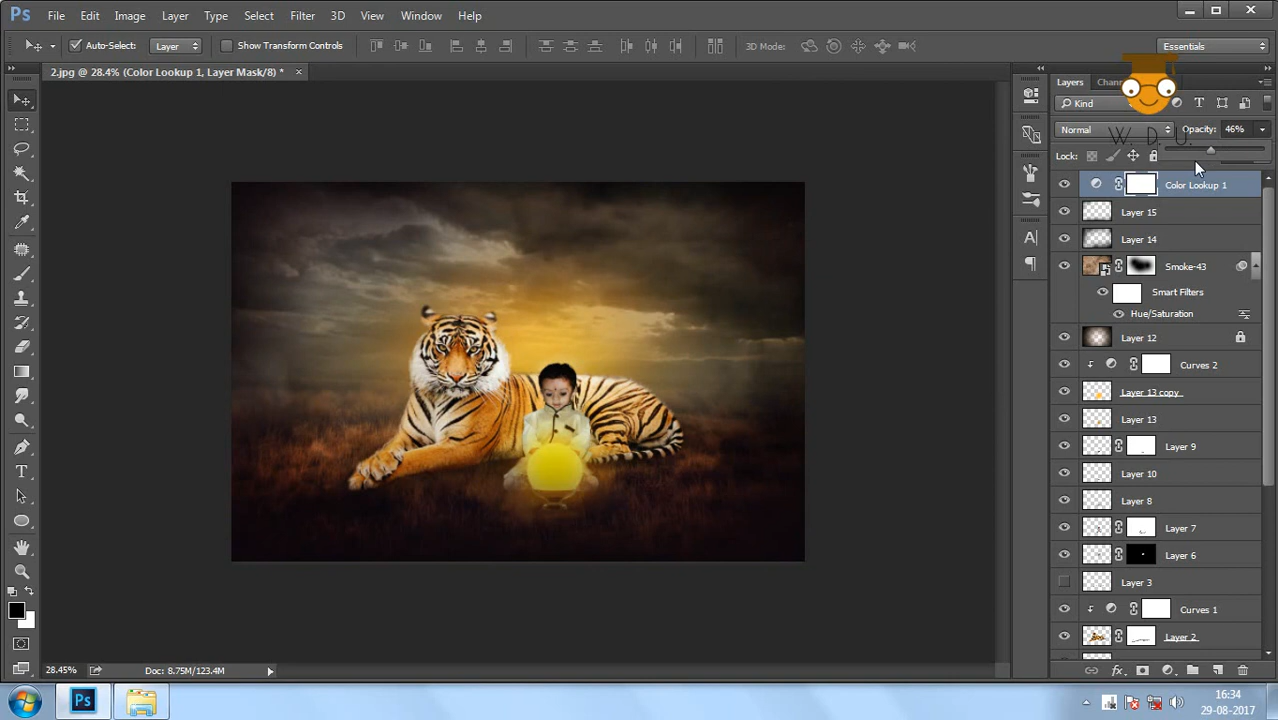 Ps File Edit Image Layer Type Select Filter 3D View Window Help
Auto-Select: Layer Show Transform Controls 3D Mode: Essentials
2.jpg @ 28.4% (Color Lookup 1, Layer Mask/8) *
Layers
Kind
Normal Opacity: 46%
W. D. U.
Lock:
Color Lookup 1
Layer 15
Layer 14
Smoke-43
Smart Filters
Hue/Saturation
Layer 12
Curves 2
Layer 13 copy
Layer 13
Layer 9
Layer 10
Layer 8
Layer 7
Layer 6
Layer 3
Curves 1
Layer 2
28.45% Doc: 8.75M/123.4M
fx
Ps
16:34
29-08-2017